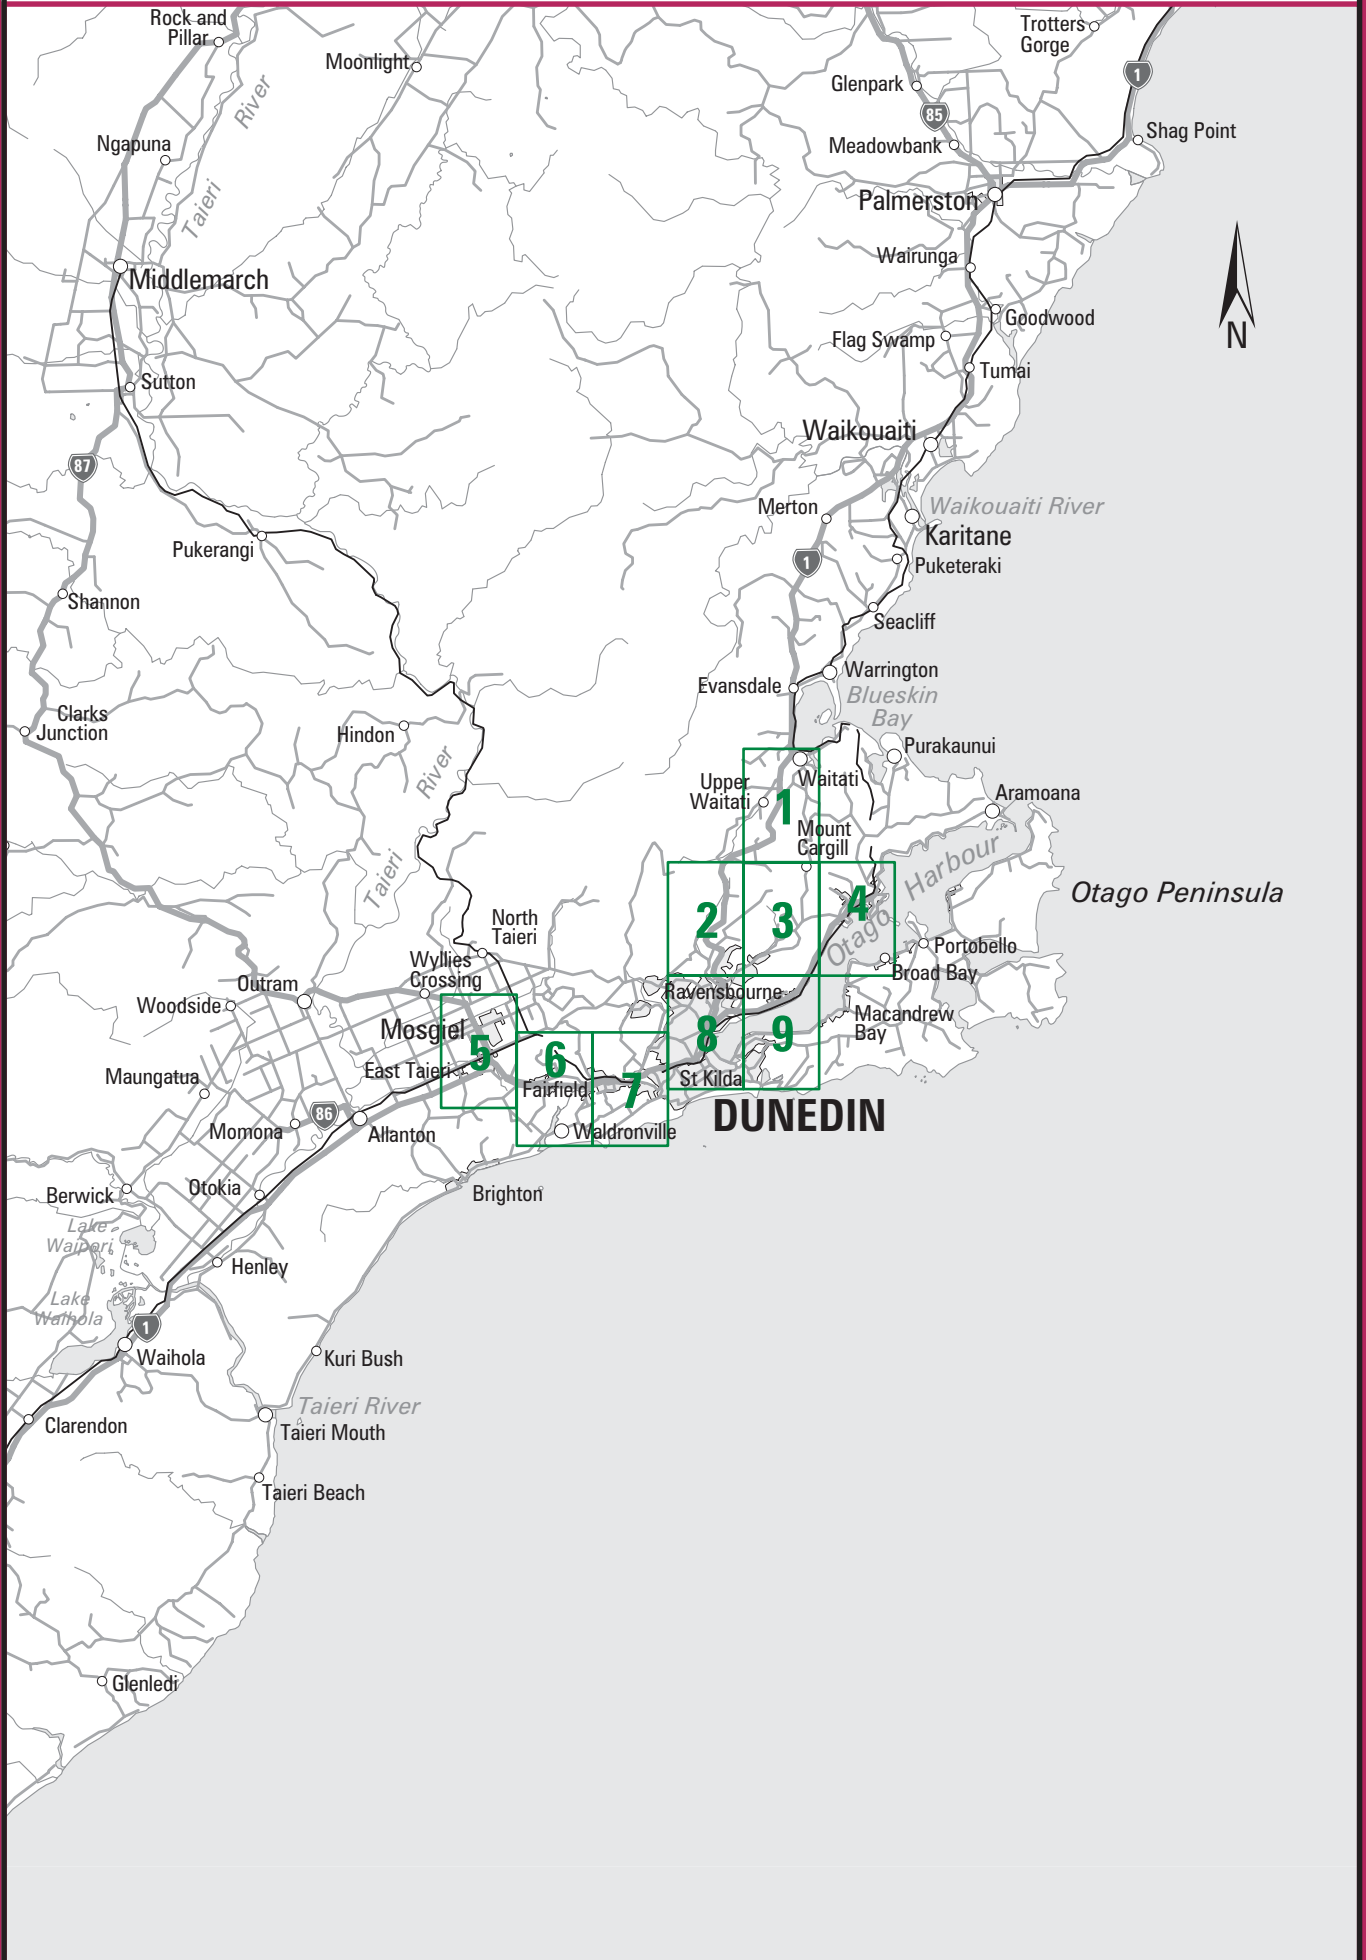 Rock and
Pillar
Trotters
Gorge
Moonlight
1
Glenpark
River
85
Shag Point
Ngapuna
Meadowbank
Taieri
Palmerston
Wairunga
Middlemarch
Goodwood
N
Flag Swamp
Tumai
Sutton
Waikouaiti
87
Merton
Waikouaiti River
Karitane
Pukerangi
1
Puketeraki
Shannon
Seacliff
Warrington
Evansdale
Blueskin
Bay
Clarks
Junction
Hindon
Purakaunui
River
Upper
Waitati
Waitati
1
Aramoana
Mount
Cargill
Harbour
Taieri
4
Otago Peninsula
2
3
North
Taieri
Otago
Portobello
Wyllies
Crossing
Broad Bay
Outram
Ravensbourne
Woodside
Macandrew
Bay
Mosgiel
8
9
5
6
East Taieri
Maungatua
Fairfield
7
St Kilda
86
DUNEDIN
Momona
Allanton
Waldronville
Berwick
Otokia
Brighton
Lake
Waipori
Henley
Lake
Waihola
1
Waihola
Kuri Bush
Taieri River
Clarendon
Taieri Mouth
Taieri Beach
Glenledi